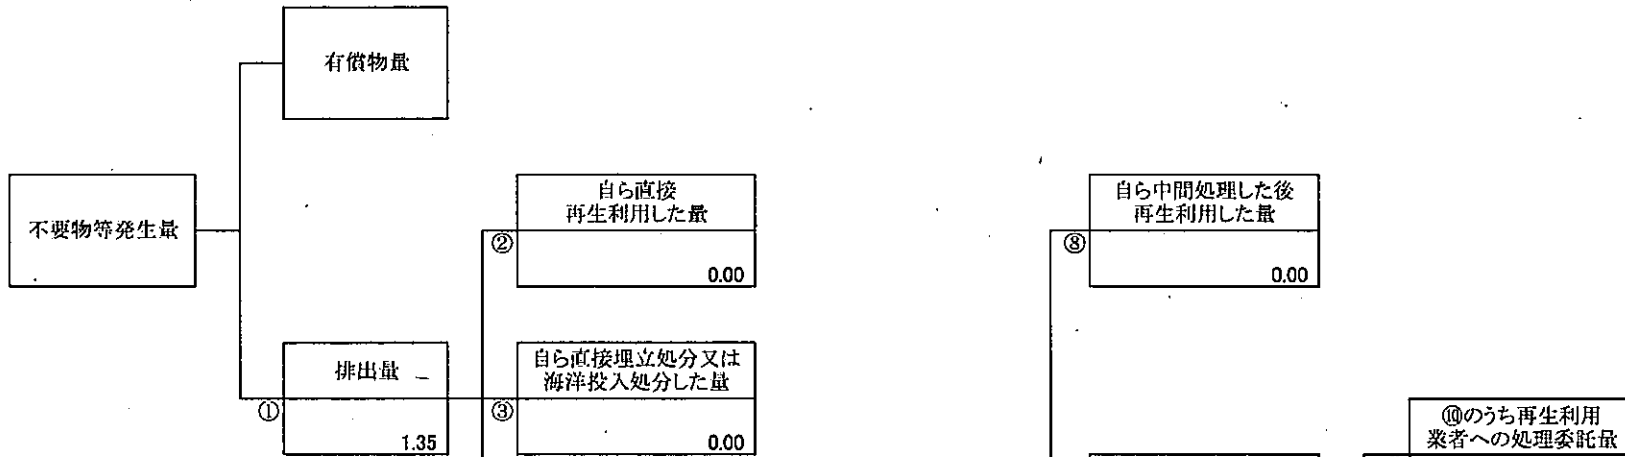 有償物量
不要物等発生量
自ら直接
再生利用した量
②
0.00
自ら中間処理した後
再生利用した量
⑧
0.00
排出量
①
1.35
自ら直接埋立処分又は
海洋投入処分した量
③
0.00
⑩のうち再生利用
業者への処理委託量